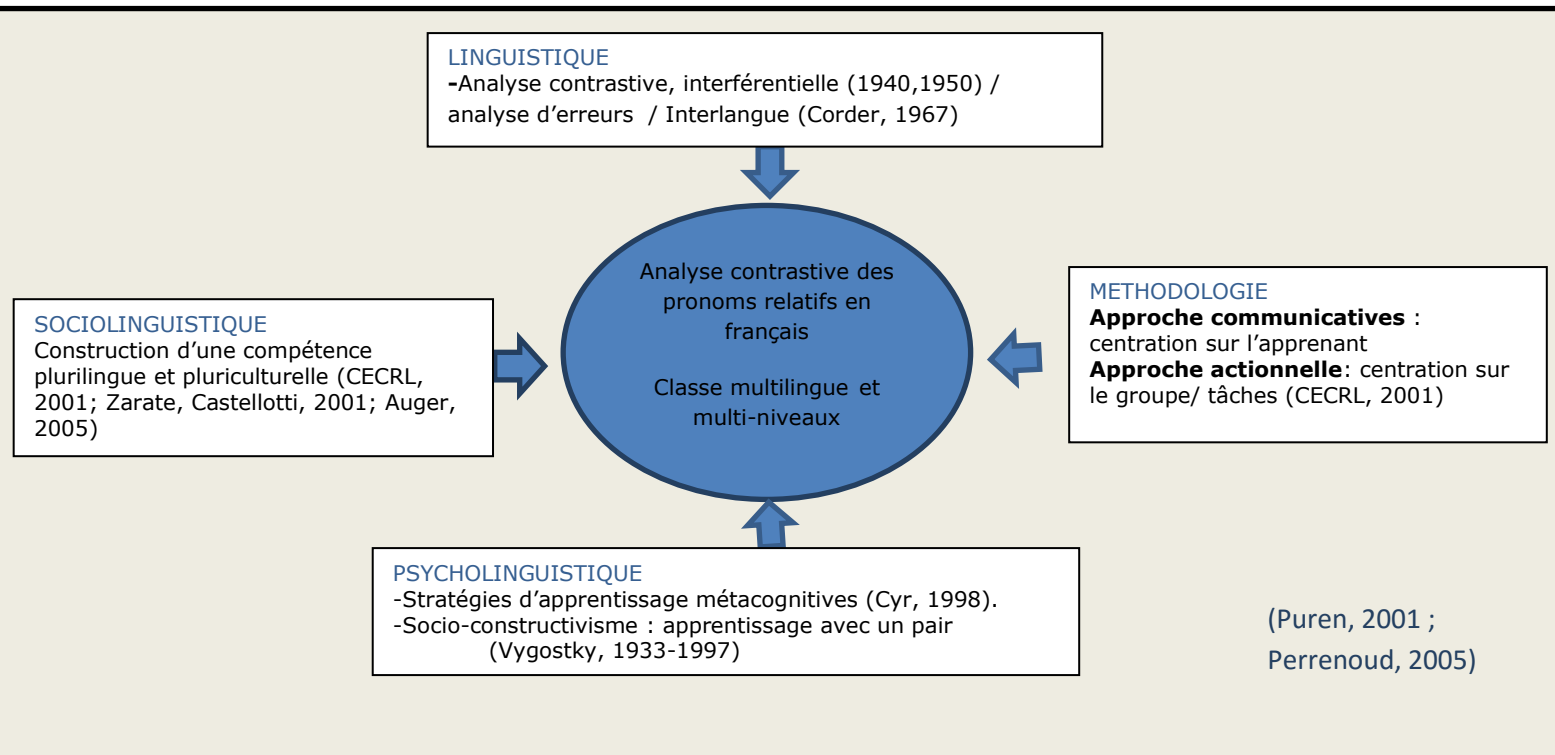 LINGUISTIQUE
-Analyse contrastive, interférentielle (1940,1950) /
analyse d’erreurs / Interlangue (Corder, 1967)
Analyse contrastive des
pronoms relatifs en
français
Classe multilingue et
multi-niveaux
SOCIOLINGUISTIQUE
Construction d’une compétence
plurilingue et pluriculturelle (CECRL,
2001; Zarate, Castellotti, 2001; Auger,
2005)
METHODOLOGIE
Approche communicatives :
centration sur l’apprenant
Approche actionnelle: centration sur
le groupe/ tâches (CECRL, 2001)
PSYCHOLINGUISTIQUE
-Stratégies d’apprentissage métacognitives (Cyr, 1998).
-Socio-constructivisme : apprentissage avec un pair
(Vygostky, 1933-1997)
(Puren, 2001 ;
Perrenoud, 2005)